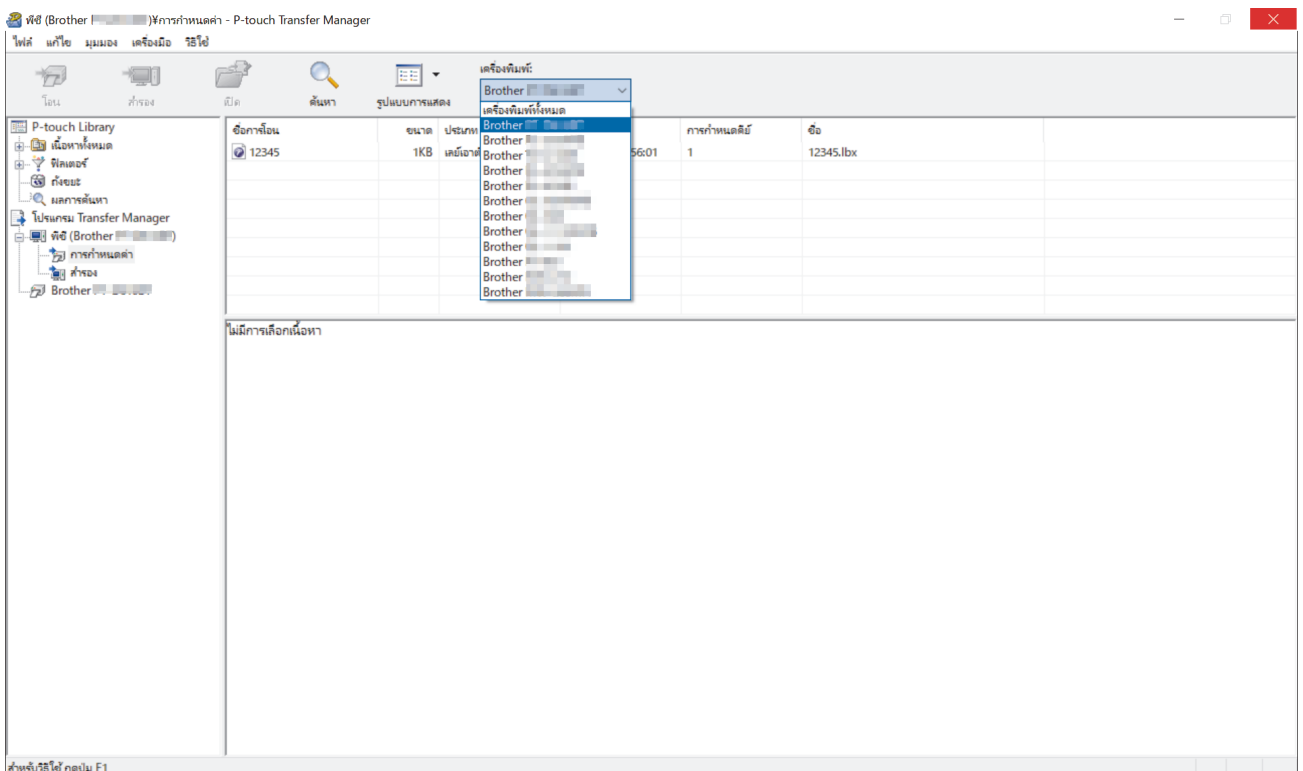 พีซี (Brother )¥การกำหนดค่า - P-touch Transfer Manager
ไฟล์ แก้ไข มุมมอง เครื่องมือ วิธีใช้
เครื่องพิมพ์:
Brother
โอน สำรอง เปิด ค้นหา รูปแบบการแสดง
เครื่องพิมพ์ทั้งหมด
Brother
Brother
Brother
Brother
Brother
Brother
Brother
Brother
Brother
Brother
Brother
Brother
P-touch Library
เนื้อหาทั้งหมด
ฟิลเตอร์
ถังขยะ
ผลการค้นหา
โปรแกรม Transfer Manager
พีซี (Brother )
การกำหนดค่า
สำรอง
Brother
ชื่อการโอน ขนาด ประเภท การกำหนดคีย์ ชื่อ
12345 1KB เลย์เอาต์ 56:01 1 12345.lbx
ไม่มีการเลือกเนื้อหา
สำหรับวิธีใช้ กดปุ่ม F1